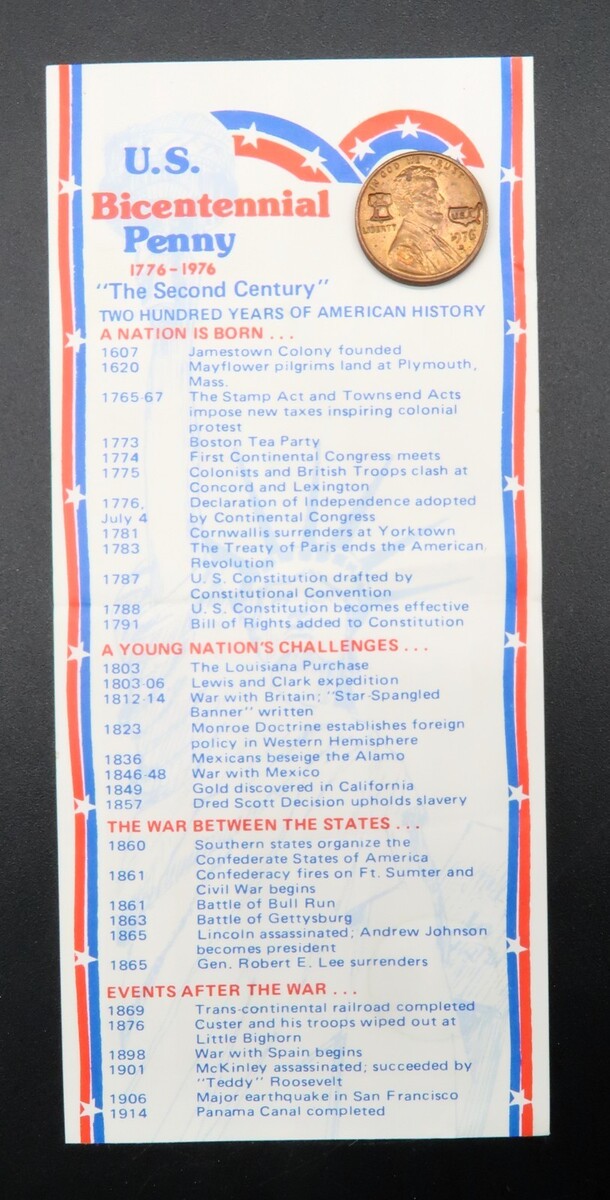 U.S.
Bicentennial
Penny
1776-1976
"The Second Century"
IN GOD WE TRUST
LIBERTY
U.S.A.
1976
TWO HUNDRED YEARS OF AMERICAN HISTORY
A NATION IS BORN . . .
1607 Jamestown Colony founded
1620 Mayflower pilgrims land at Plymouth,
Mass.
1765-67 The Stamp Act and Townsend Acts
impose new taxes inspiring colonial
protest
1773 Boston Tea Party
1774 First Continental Congress meets
1775 Colonists and British Troops clash at
Concord and Lexington
1776, Declaration of Independence adopted
July 4 by Continental Congress
1781 Cornwallis surrenders at Yorktown
1783 The Treaty of Paris ends the American
Revolution
1787 U. S. Constitution drafted by
Constitutional Convention
1788 U. S. Constitution becomes effective
1791 Bill of Rights added to Constitution
A YOUNG NATION'S CHALLENGES . . .
1803 The Louisiana Purchase
1803-06 Lewis and Clark expedition
1812-14 War with Britain; "Star-Spangled
Banner" written
1823 Monroe Doctrine establishes foreign
policy in Western Hemisphere
1836 Mexicans beseige the Alamo
1846-48 War with Mexico
1849 Gold discovered in California
1857 Dred Scott Decision upholds slavery
THE WAR BETWEEN THE STATES . . .
1860 Southern states organize the
Confederate States of America
1861 Confederacy fires on Ft. Sumter and
Civil War begins
1861 Battle of Bull Run
1863 Battle of Gettysburg
1865 Lincoln assassinated; Andrew Johnson
becomes president
1865 Gen. Robert E. Lee surrenders
EVENTS AFTER THE WAR . . .
1869 Trans-continental railroad completed
1876 Custer and his troops wiped out at
Little Bighorn
1898 War with Spain begins
1901 McKinley assassinated; succeeded by
"Teddy" Roosevelt
1906 Major earthquake in San Francisco
1914 Panama Canal completed